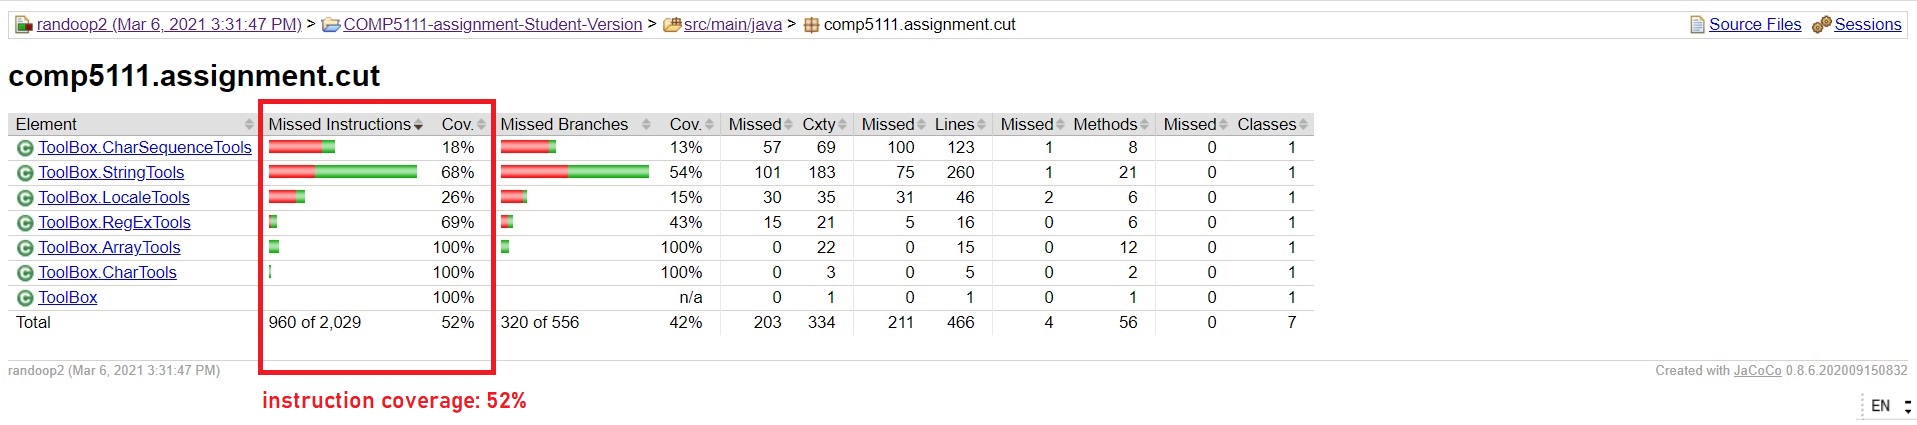 randoop2 (Mar 6, 2021 3:31:47 PM) > COMP5111-assignment-Student-Version > src/main/java > comp5111.assignment.cut Source Files Sessions
comp5111.assignment.cut
Element Missed Instructions Cov. Missed Branches Cov. Missed Cxty Missed Lines Missed Methods Missed Classes
ToolBox.CharSequenceTools 18% 13% 57 69 100 123 1 8 0 1
ToolBox.StringTools 68% 54% 101 183 75 260 1 21 0 1
ToolBox.LocaleTools 26% 15% 30 35 31 46 2 6 0 1
ToolBox.RegExTools 69% 43% 15 21 5 16 0 6 0 1
ToolBox.ArrayTools 100% 100% 0 22 0 15 0 12 0 1
ToolBox.CharTools 100% 100% 0 3 0 5 0 2 0 1
ToolBox 100% n/a 0 1 0 1 0 1 0 1
Total 960 of 2,029 52% 320 of 556 42% 203 334 211 466 4 56 0 7
randoop2 (Mar 6, 2021 3:31:47 PM) Created with JaCoCo 0.8.6.202009150832
instruction coverage: 52%
EN